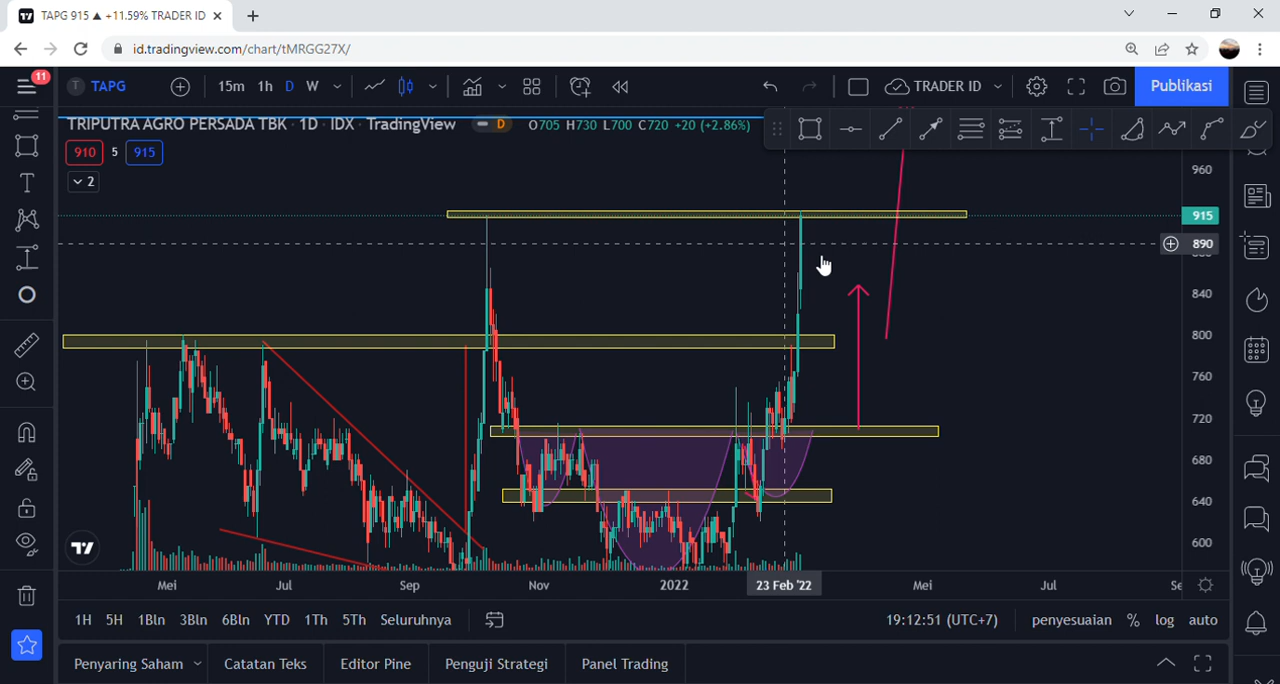 TAPG 915 ▲ +11.59% TRADER ID
id.tradingview.com/chart/tMRGG27X/
11
T TAPG 15m 1h D W TRADER ID Publikasi
TRIPUTRA AGRO PERSADA TBK · 1D · IDX · TradingView D O705 H730 L700 C720 +20 (+2.86%)
910 5 915
2
960
915
890
840
800
760
720
680
640
600
Mei Jul Sep Nov 2022 23 Feb '22 Mei Jul
1H 5H 1Bln 3Bln 6Bln YTD 1Th 5Th Seluruhnya 19:12:51 (UTC+7) penyesuaian % log auto
Penyaring Saham Catatan Teks Editor Pine Penguji Strategi Panel Trading